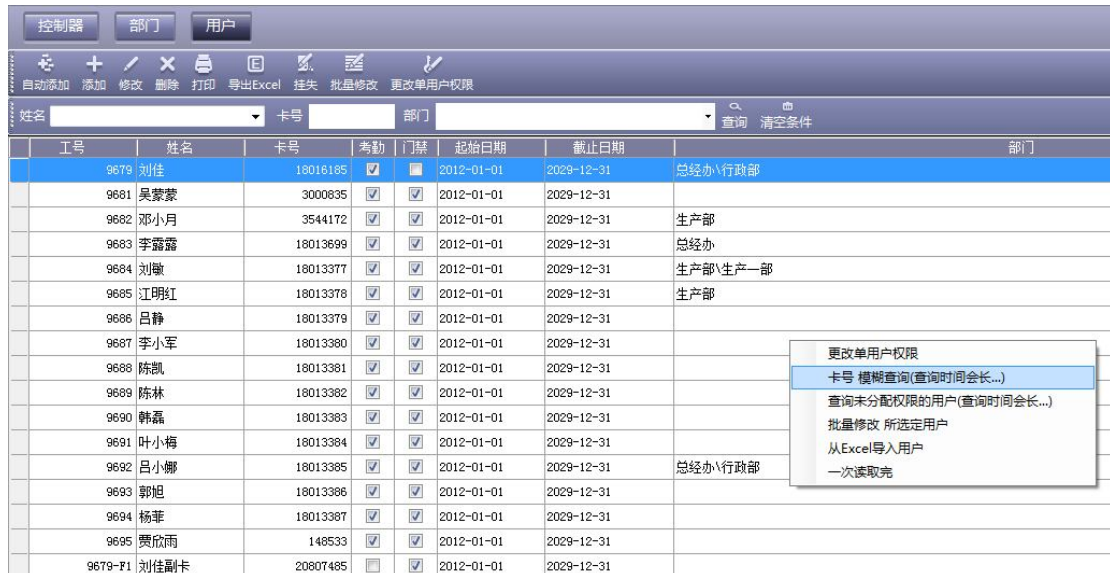 控制器 部门 用户
自动添加 添加 修改 删除 打印 导出Excel 挂失 批量修改 更改单用户权限
姓名 卡号 部门 查询 清空条件
工号 姓名 卡号 考勤 门禁 起始日期 截止日期 部门
9679 刘佳 18016185 2012-01-01 2029-12-31 总经办\行政部
9681 吴蒙蒙 3000835 2012-01-01 2029-12-31
9682 邓小月 3544172 2012-01-01 2029-12-31 生产部
9683 李露露 18013699 2012-01-01 2029-12-31 总经办
9684 刘敏 18013377 2012-01-01 2029-12-31 生产部\生产一部
9685 江明红 18013378 2012-01-01 2029-12-31 生产部
9686 吕静 18013379 2012-01-01 2029-12-31
9687 李小军 18013380 2012-01-01 2029-12-31
9688 陈凯 18013381 2012-01-01 2029-12-31
9689 陈林 18013382 2012-01-01 2029-12-31
9690 韩磊 18013383 2012-01-01 2029-12-31
9691 叶小梅 18013384 2012-01-01 2029-12-31
9692 吕小娜 18013385 2012-01-01 2029-12-31 总经办\行政部
9693 郭旭 18013386 2012-01-01 2029-12-31
9694 杨菲 18013387 2012-01-01 2029-12-31
9695 贾欣雨 148533 2012-01-01 2029-12-31
9679-F1 刘佳副卡 20807485 2012-01-01 2029-12-31
更改单用户权限
卡号 模糊查询(查询时间会长...)
查询未分配权限的用户(查询时间会长...)
批量修改 所选定用户
从Excel导入用户
一次读取完